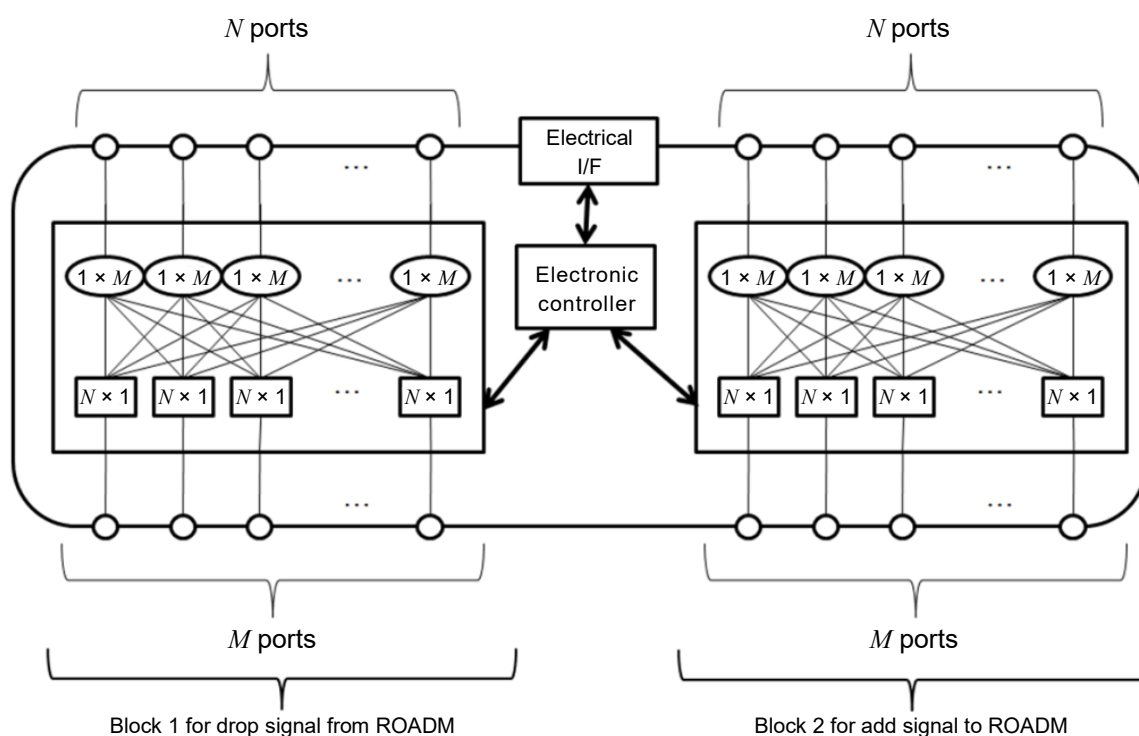 N ports
N ports
Electrical
I/F
...
...
1 × M
1 × M
1 × M
...
1 × M
Electronic
controller
1 × M
1 × M
1 × M
...
1 × M
N × 1
N × 1
N × 1
...
N × 1
N × 1
N × 1
N × 1
...
N × 1
...
...
M ports
M ports
Block 1 for drop signal from ROADM
Block 2 for add signal to ROADM